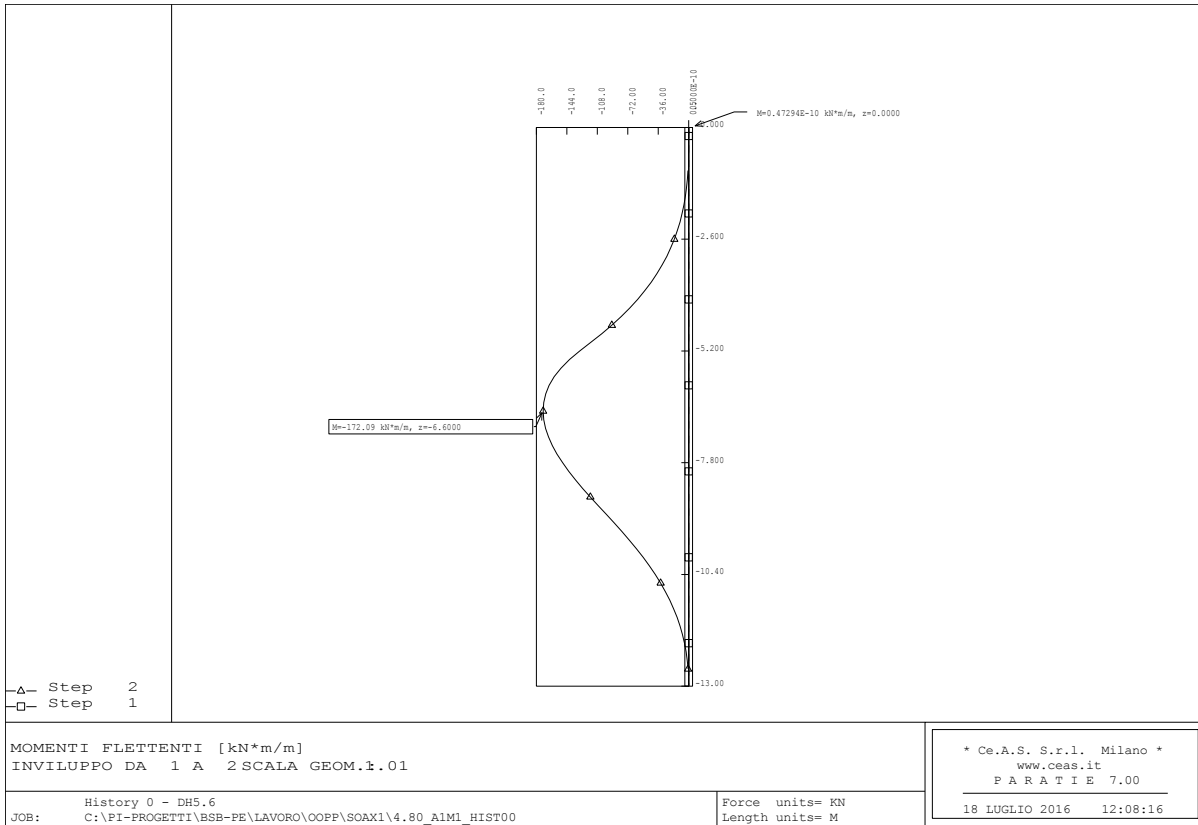 -180.0
-144.0
-108.0
-72.00
-36.00
M=0.47294E-10 kN*m/m, z=0.0000
-2.600
-5.200
M=-172.09 kN*m/m, z=-6.6000
-7.800
-10.40
-13.00
Step 2
Step 1
MOMENTI FLETTENTI [kN*m/m]
INVILUPPO DA 1 A 2 SCALA GEOM.
* Ce.A.S. S.r.l. Milano *
www.ceas.it
P A R A T I E 7.00
18 LUGLIO 2016 12:08:16
History 0 - DH5.6
JOB: C:\PI-PROGETTI\BSB-PE\LAVORO\OOPP\SOAX1\4.80_A1M1_HIST00
Force units= KN
Length units= M